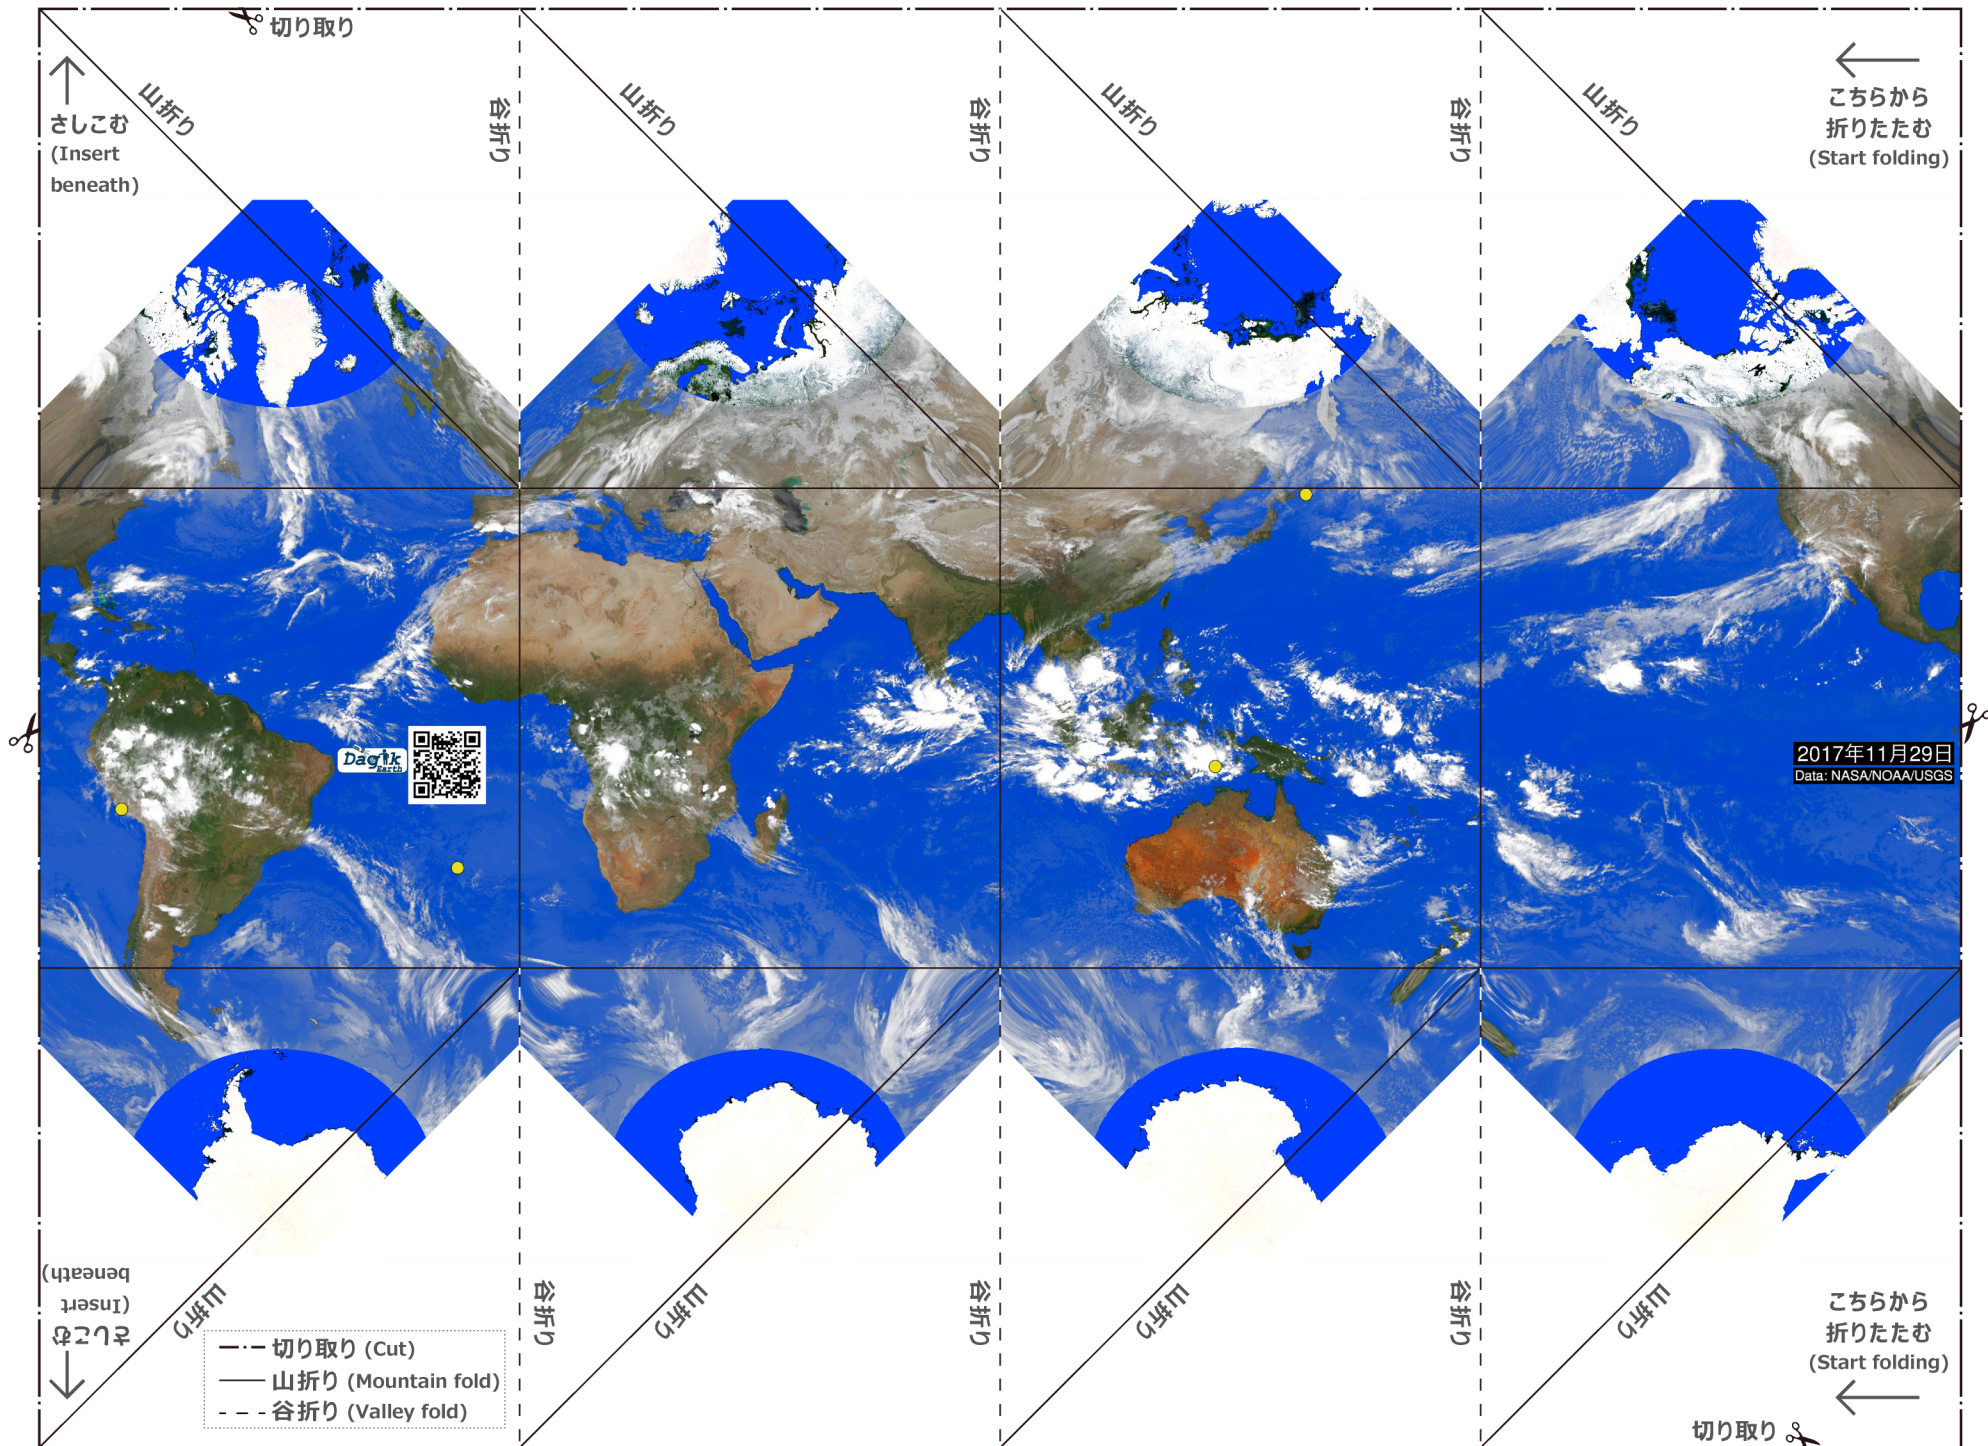 切り取り
さしこむ
(Insert
beneath)
山折り
谷折り
山折り
谷折り
山折り
谷折り
山折り
こちらから
折りたたむ
(Start folding)
Dagik
Earth
2017年11月29日
Data: NASA/NOAA/USGS
さしこむ
(Insert
beneath)
山折り
谷折り
山折り
谷折り
山折り
谷折り
山折り
こちらから
折りたたむ
(Start folding)
切り取り (Cut)
山折り (Mountain fold)
谷折り (Valley fold)
切り取り